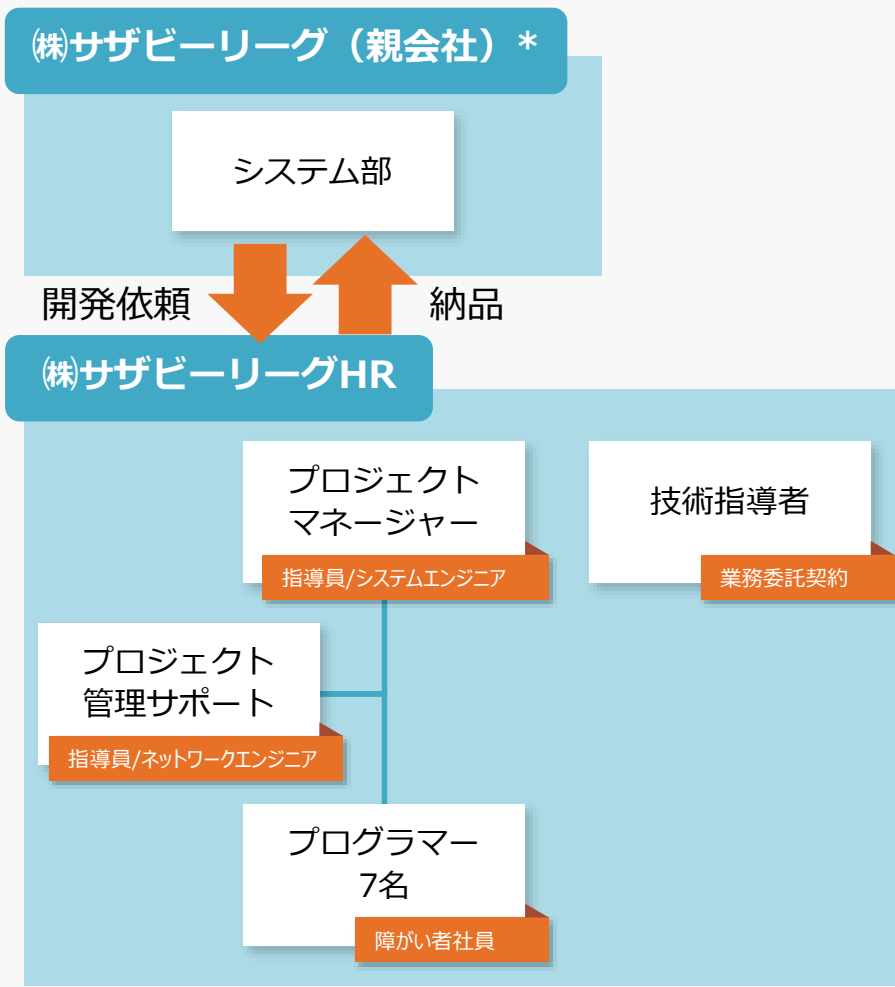 ㈱サザビーリーグ（親会社）*
システム部
開発依頼
納品
㈱サザビーリーグHR
プロジェクト
マネージャー
指導員/システムエンジニア
技術指導者
業務委託契約
プロジェクト
管理サポート
指導員/ネットワークエンジニア
プログラマー
7名
障がい者社員